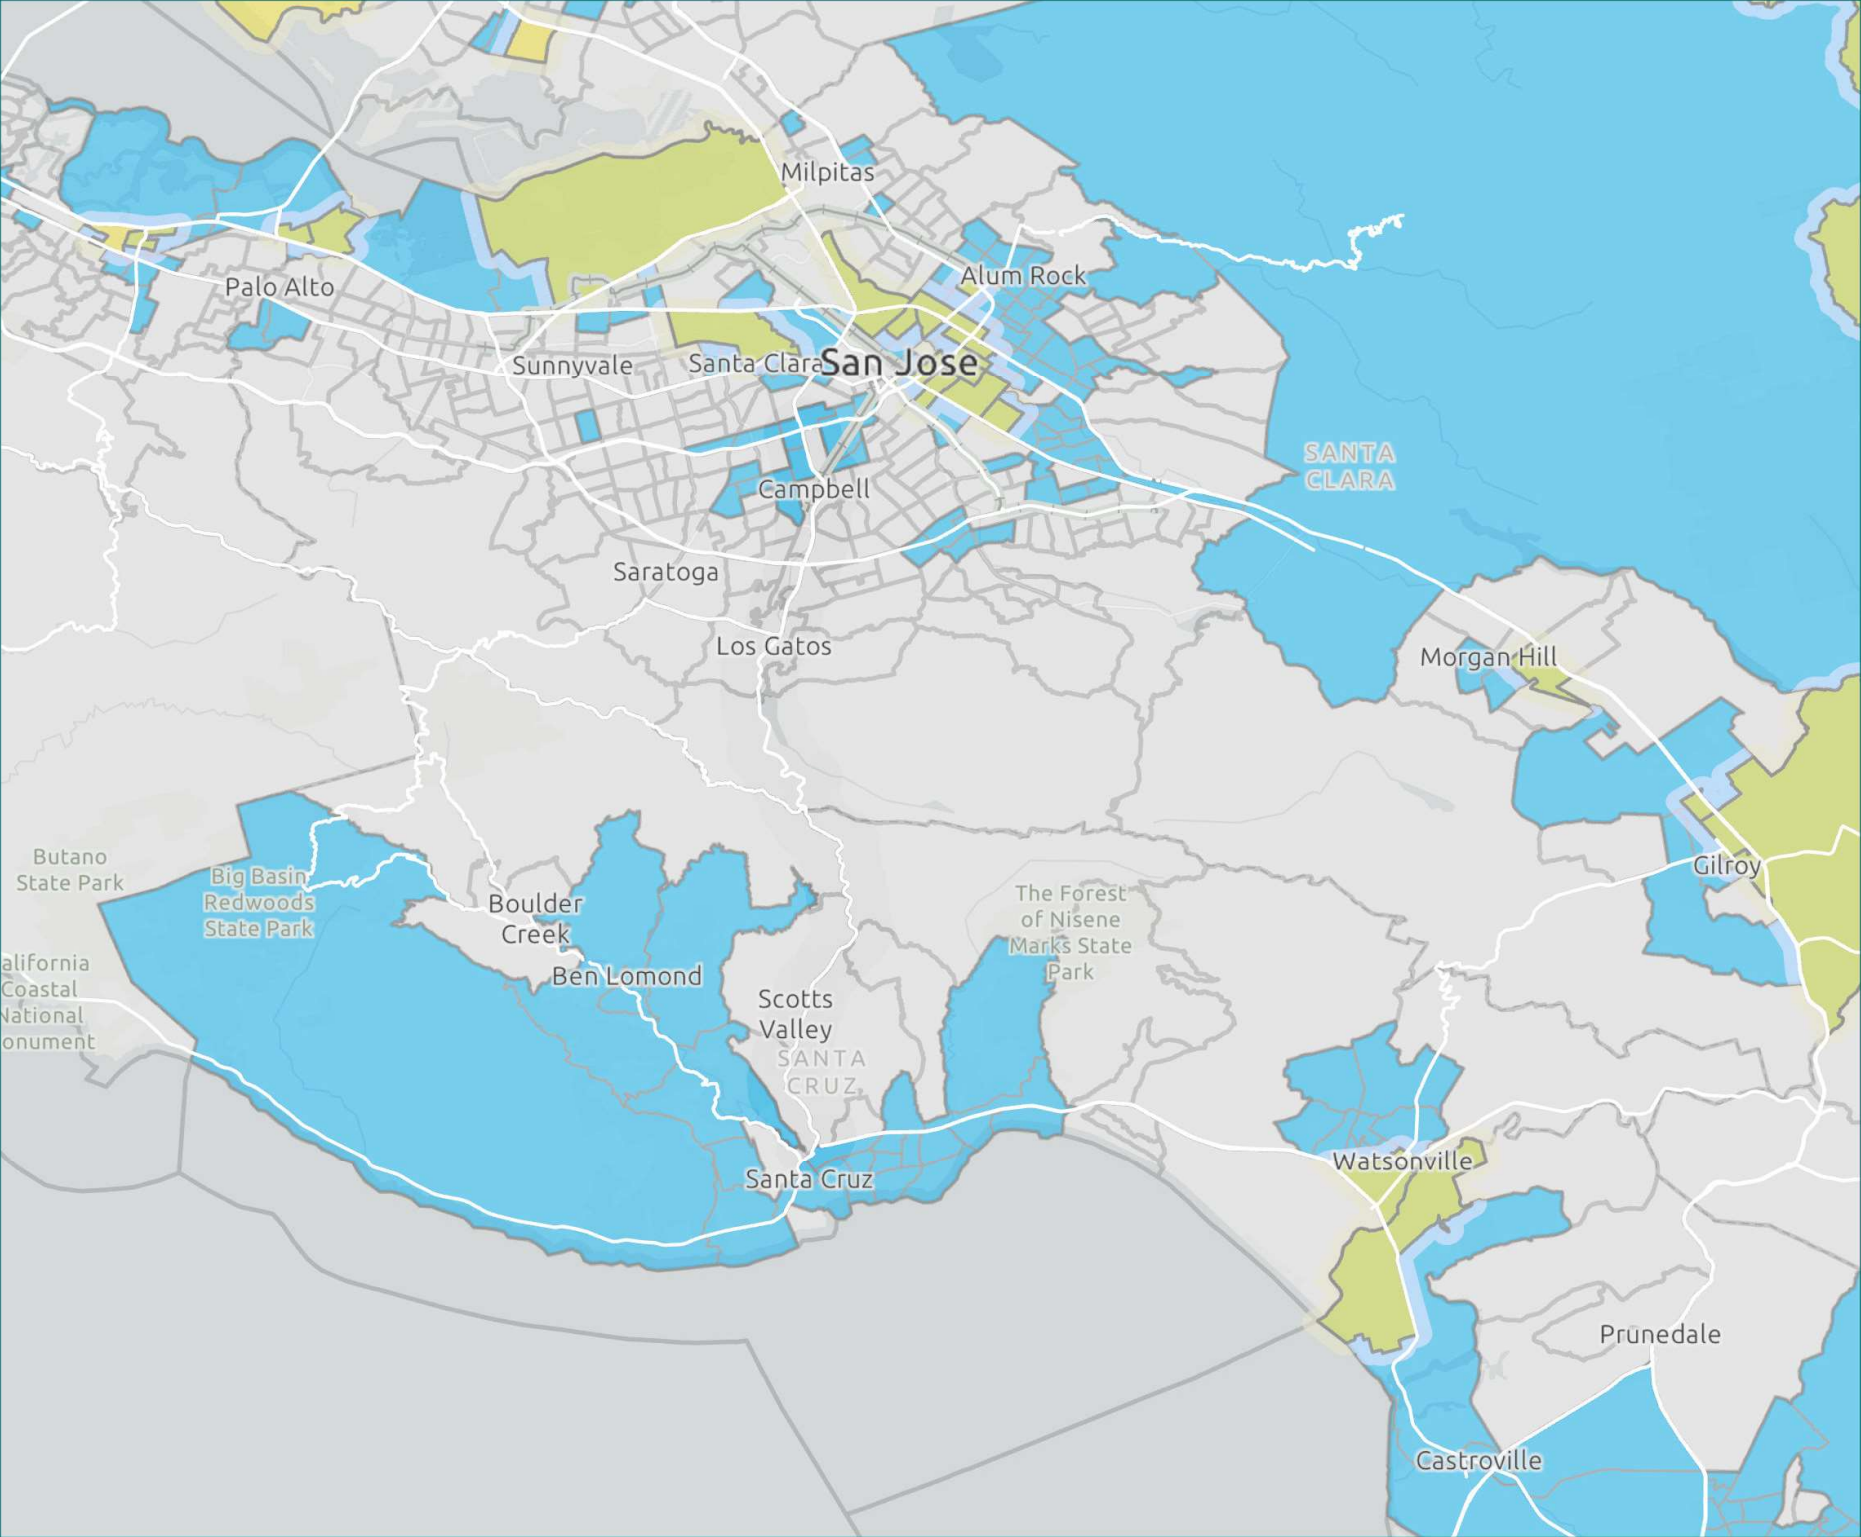 Milpitas
Alum Rock
Palo Alto
Sunnyvale
Santa Clara
San Jose
SANTA
CLARA
Campbell
Saratoga
Los Gatos
Morgan Hill
Butano
State Park
Big Basin
Redwoods
State Park
Boulder
Creek
The Forest
of Nisene
Marks State
Park
Gilroy
alifornia
Coastal
National
onument
Ben Lomond
Scotts
Valley
SANTA
CRUZ
Santa Cruz
Watsonville
Prunedale
Castroville